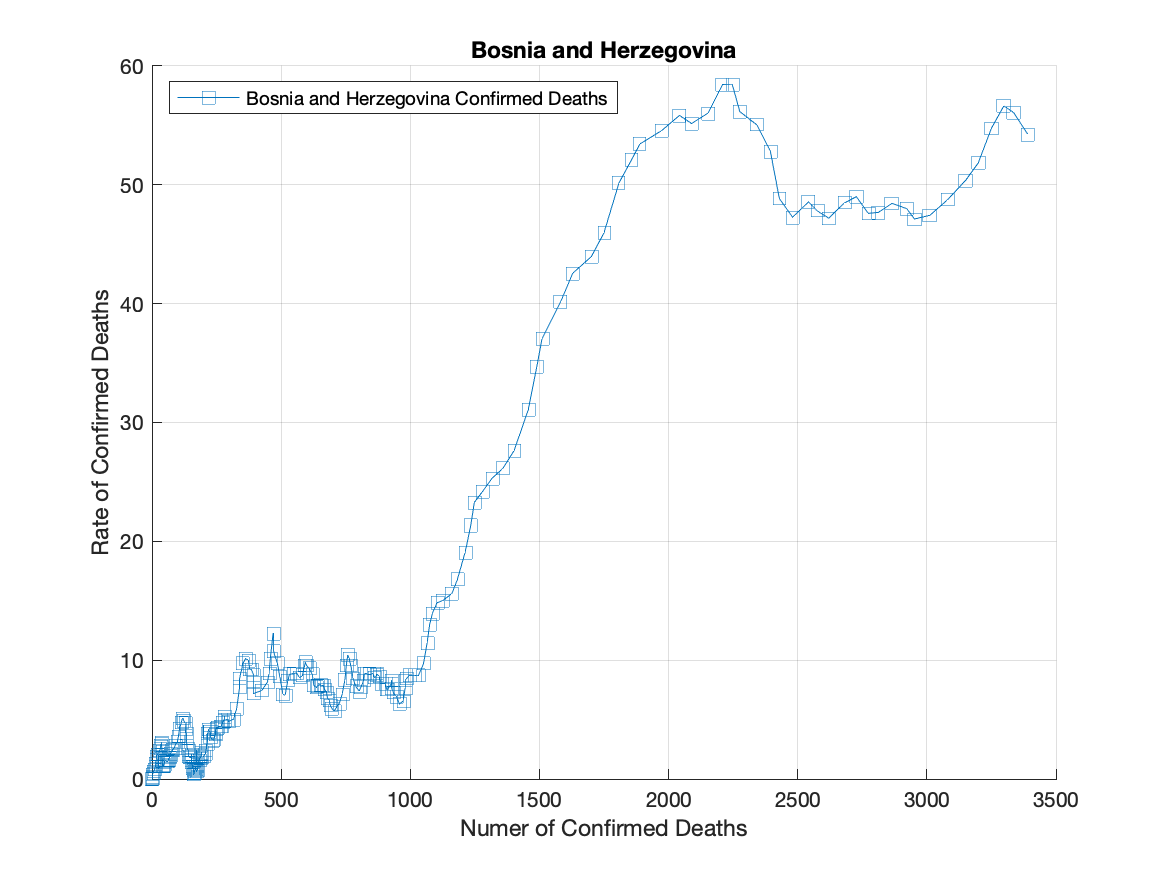 Bosnia and Herzegovina
Bosnia and Herzegovina Confirmed Deaths
60
50
40
30
20
10
0
Rate of Confirmed Deaths
0 500 1000 1500 2000 2500 3000 3500
Numer of Confirmed Deaths